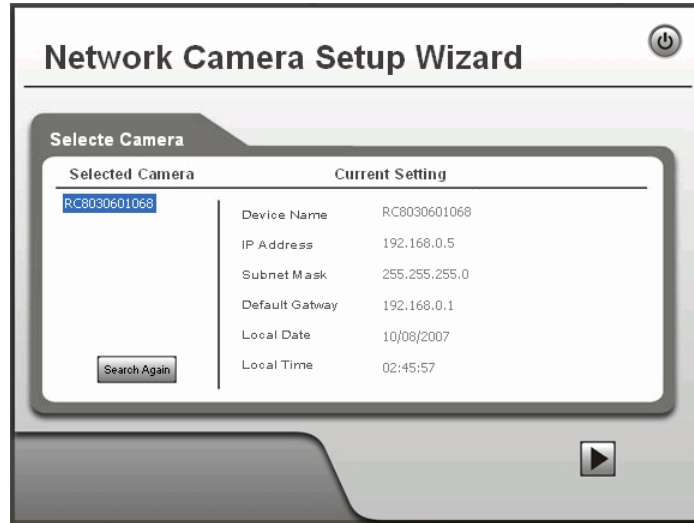 Network Camera Setup Wizard
Selecte Camera
Selected Camera
Current Setting
RC8030601068
Device Name RC8030601068
IP Address 192.168.0.5
Subnet Mask 255.255.255.0
Default Gatway 192.168.0.1
Local Date 10/08/2007
Local Time 02:45:57
Search Again